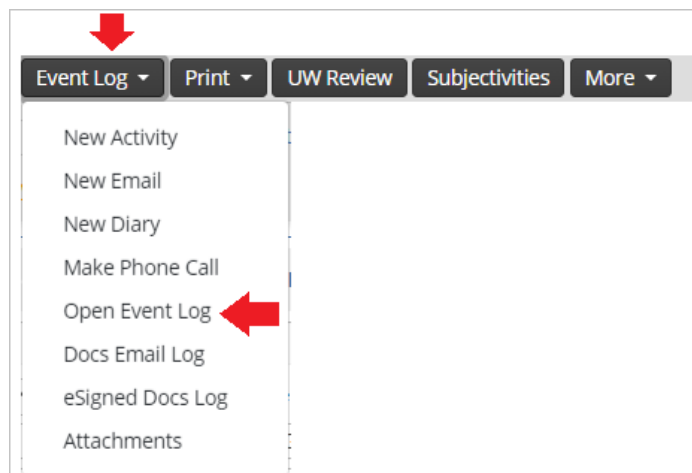 Event Log Print UW Review Subjectivities More
New Activity
New Email
New Diary
Make Phone Call
Open Event Log
Docs Email Log
eSigned Docs Log
Attachments